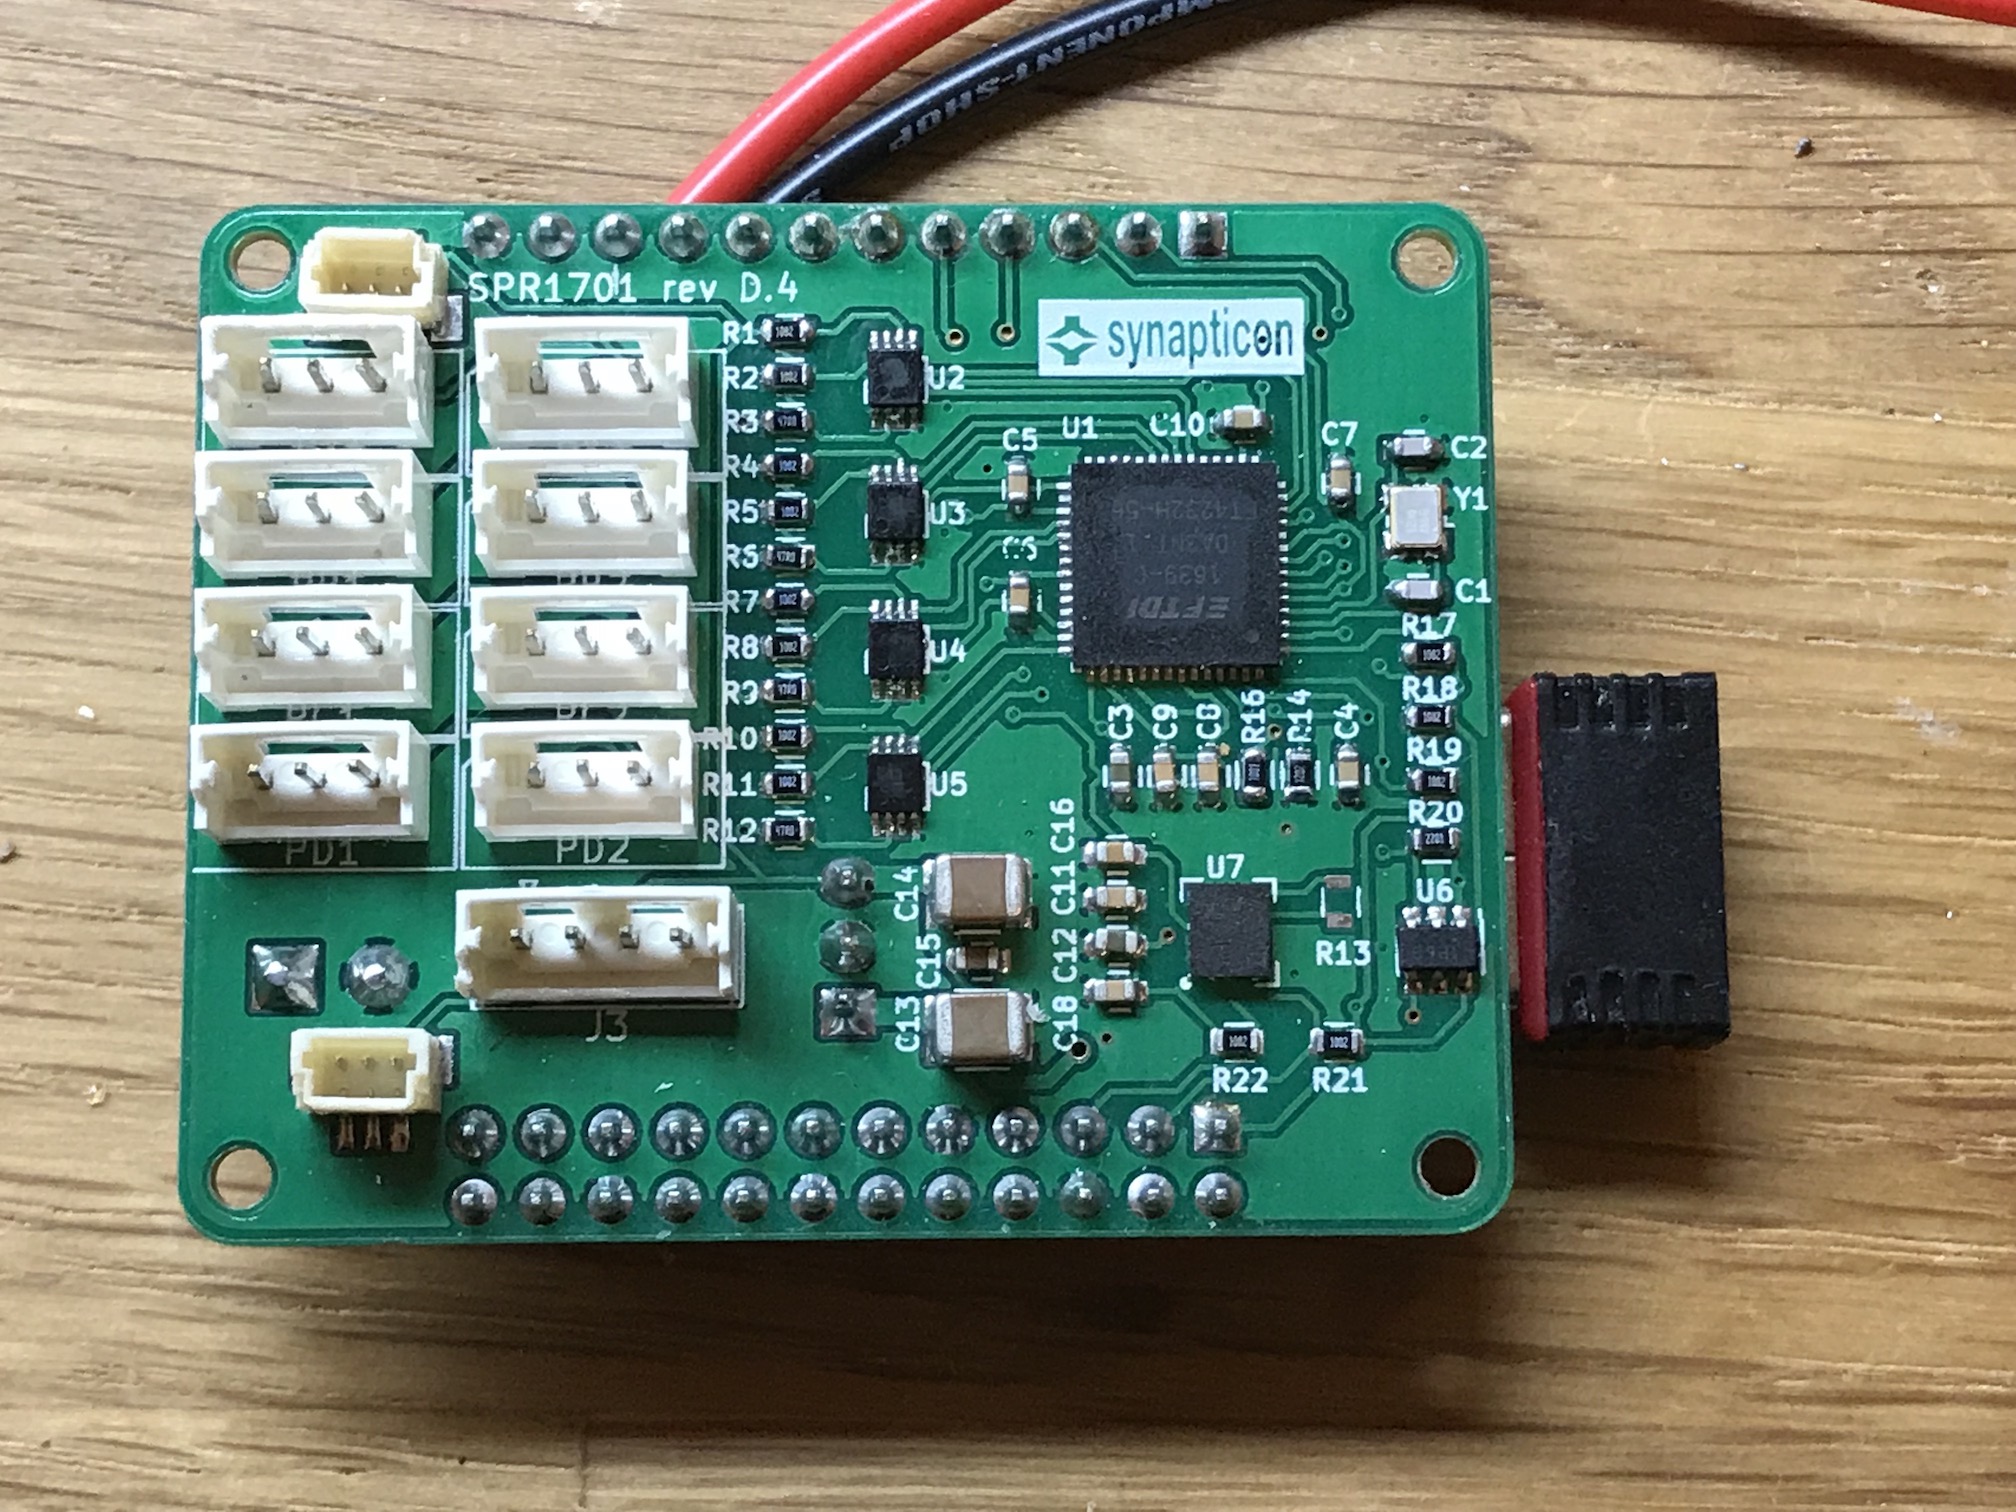 COMPONENT-SHOP
SPR1701 rev D.4
synapticon
R1
R2
R3
R4
R5
R6
R7
R8
R9
R10
R11
R12
U2
U3
U4
U5
U1
C10
C5
C7
C2
Y1
C1
FTDI
R17
R18
R19
R20
C3
C9
C8
R16
R14
C4
U6
U7
C16
C11
C12
C18
C14
C15
C13
R13
R22
R21
PD1
PD2
J3